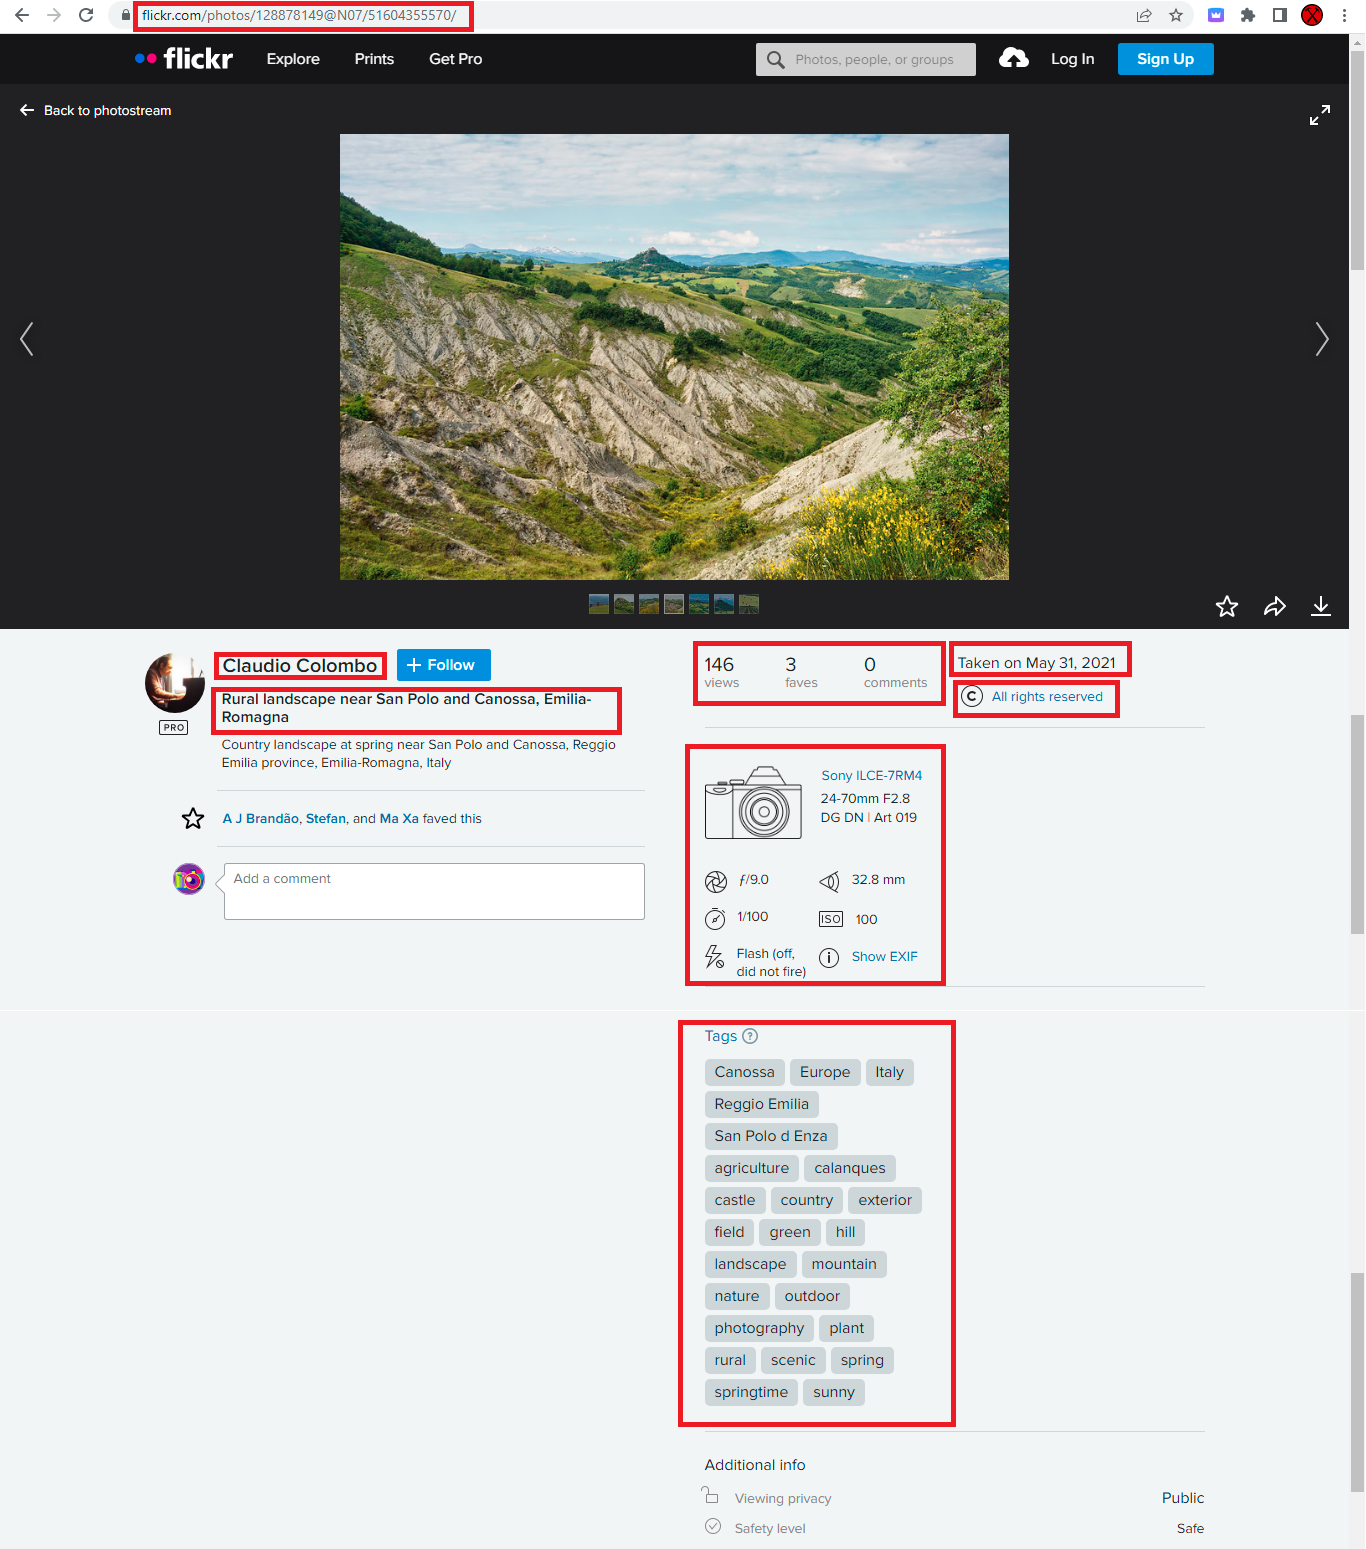 flickr.com/photos/128878149@N07/51604355570/
flickr
Explore
Prints
Get Pro
Photos, people, or groups
Log In
Sign Up
Back to photostream
Claudio Colombo
+ Follow
PRO
Rural landscape near San Polo and Canossa, Emilia-
Romagna
Country landscape at spring near San Polo and Canossa, Reggio
Emilia province, Emilia-Romagna, Italy
A J Brandão, Stefan, and Ma Xa faved this
Add a comment
146 views
3 faves
0 comments
Taken on May 31, 2021
© All rights reserved
Sony ILCE-7RM4
24-70mm F2.8
DG DN | Art 019
ƒ/9.0
32.8 mm
1/100
ISO 100
Flash (off,
did not fire)
Show EXIF
Tags ?
Canossa Europe Italy
Reggio Emilia
San Polo d Enza
agriculture calanques
castle country exterior
field green hill
landscape mountain
nature outdoor
photography plant
rural scenic spring
springtime sunny
Additional info
Viewing privacy Public
Safety level Safe